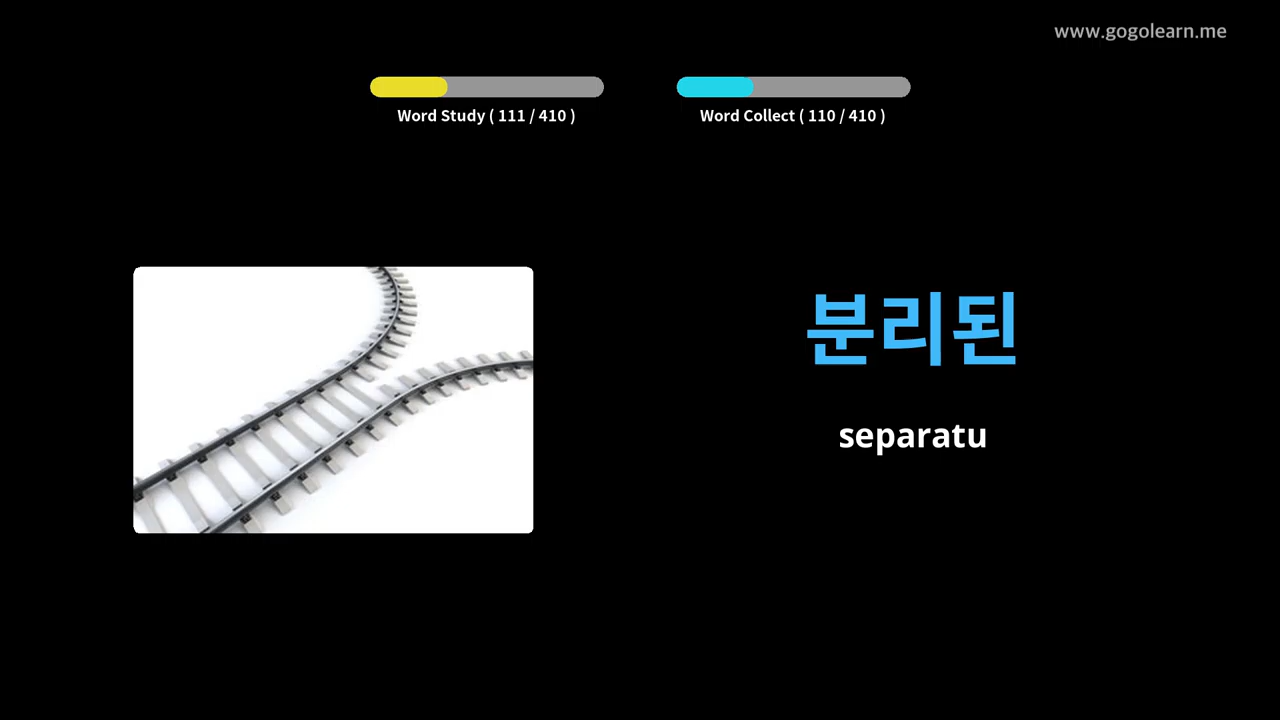 www.gogolearn.me
Word Study ( 111 / 410 )
Word Collect ( 110 / 410 )
분리된
separatu